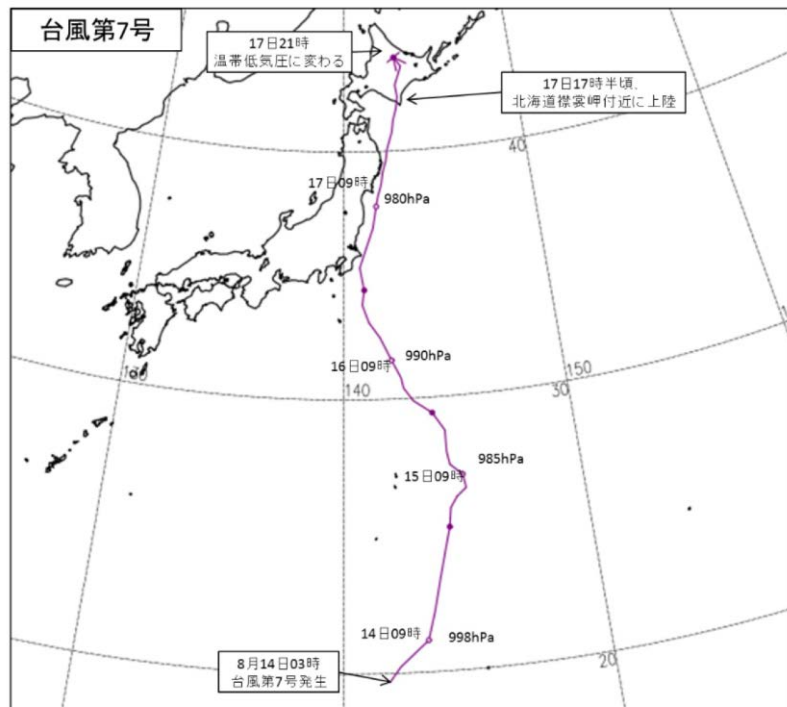 台風第7号
17日21時
温帯低気圧に変わる
17日17時半頃、
北海道襟裳岬付近に上陸
40
17日09時
980hPa
990hPa
16日09時
150
30
130
140
985hPa
15日09時
14日09時
998hPa
20
8月14日03時
台風第7号発生